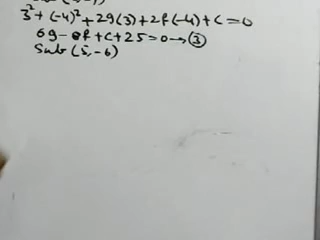 3² + (-4)² + 2g(3) + 2f(-4) + c = 0
6g - 8f + c + 25 = 0 → ③
Sub (5, -6)